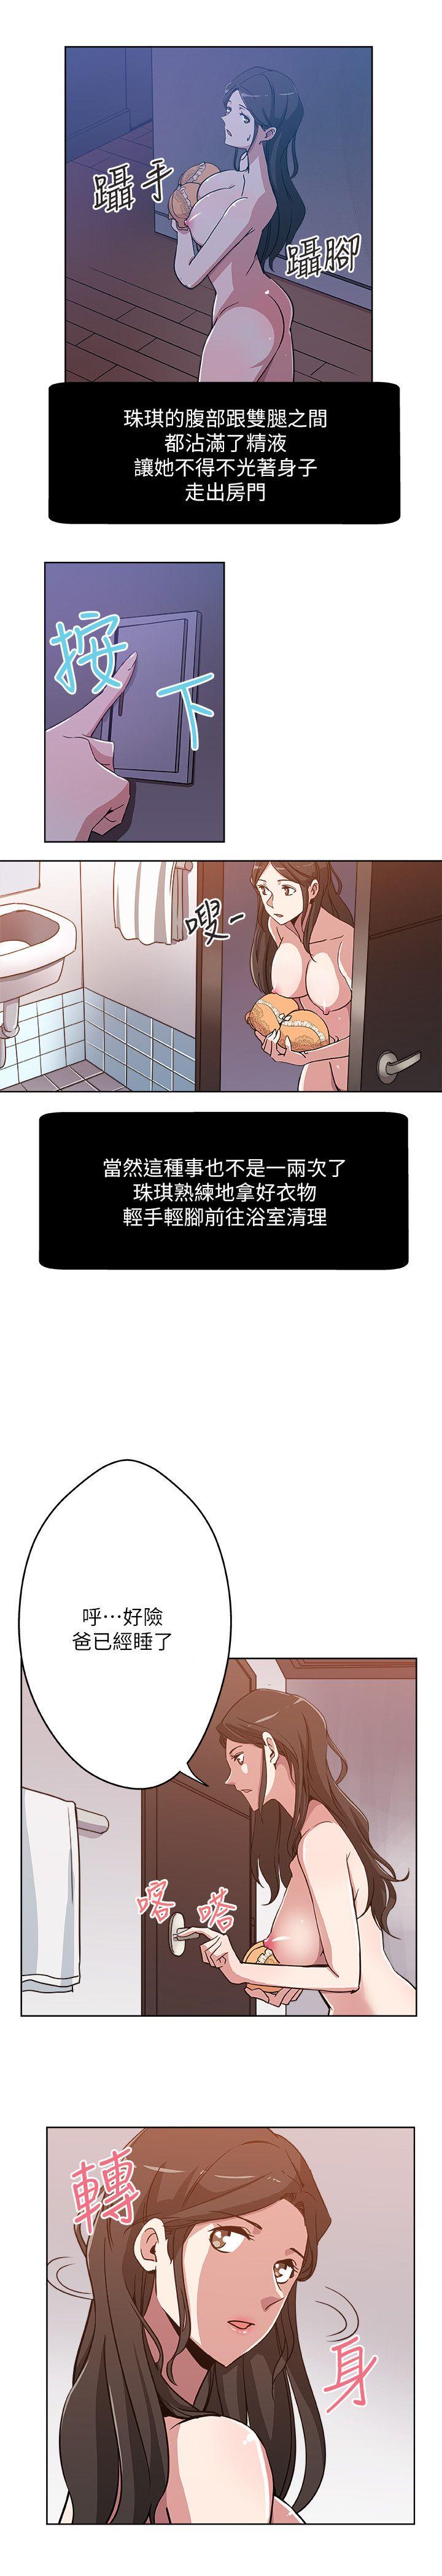 躡手
躡腳
珠琪的腹部跟雙腿之間
都沾滿了精液
讓她不得不光著身子
走出房門
按下
嗖-
當然這種事也不是一兩次了
珠琪熟練地拿好衣物
輕手輕腳前往浴室清理
呼⋯好險
爸已經睡了
喀嗒
轉
身